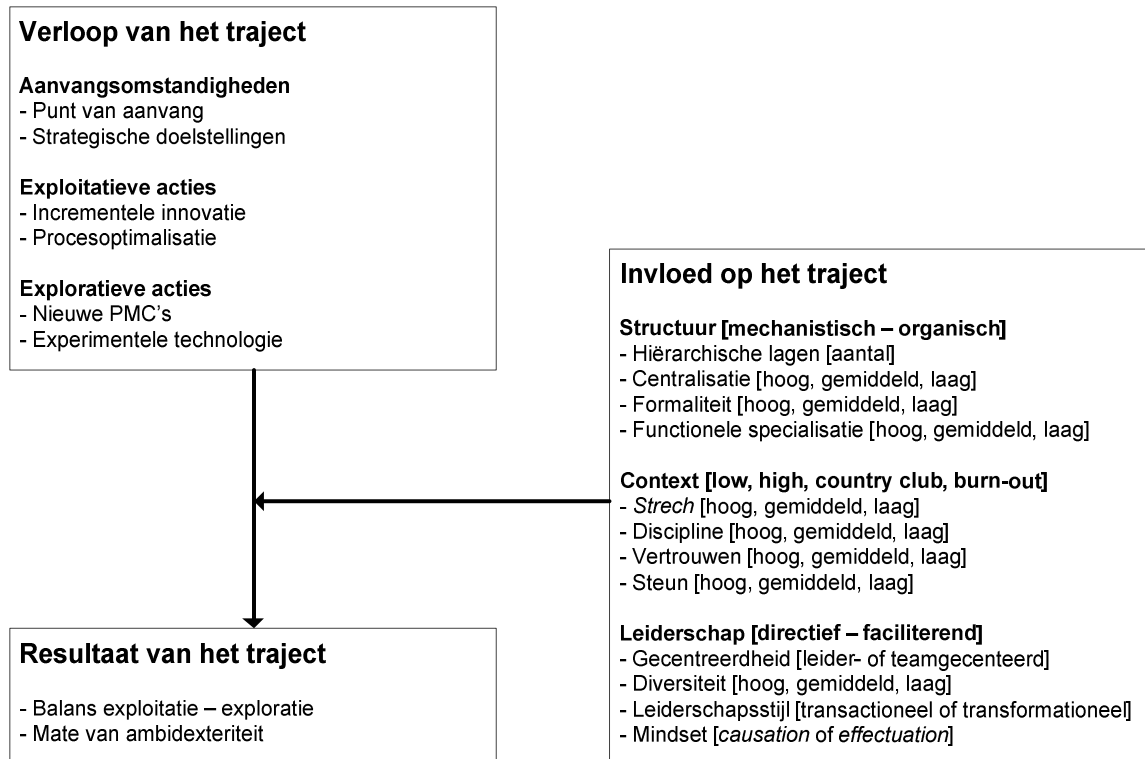 Verloop van het traject
Aanvangsomstandigheden
- Punt van aanvang
- Strategische doelstellingen
Exploitatieve acties
- Incrementele innovatie
- Procesoptimalisatie
Exploratieve acties
- Nieuwe PMC's
- Experimentele technologie
Invloed op het traject
Structuur [mechanistisch – organisch]
- Hiërarchische lagen [aantal]
- Centralisatie [hoog, gemiddeld, laag]
- Formaliteit [hoog, gemiddeld, laag]
- Functionele specialisatie [hoog, gemiddeld, laag]
Context [low, high, country club, burn-out]
- Strech [hoog, gemiddeld, laag]
- Discipline [hoog, gemiddeld, laag]
- Vertrouwen [hoog, gemiddeld, laag]
- Steun [hoog, gemiddeld, laag]
Leiderschap [directief – faciliterend]
- Gecentreerdheid [leider- of teamgecenteerd]
- Diversiteit [hoog, gemiddeld, laag]
- Leiderschapsstijl [transactioneel of transformationeel]
- Mindset [causation of effectuation]
Resultaat van het traject
- Balans exploitatie – exploratie
- Mate van ambidexteriteit